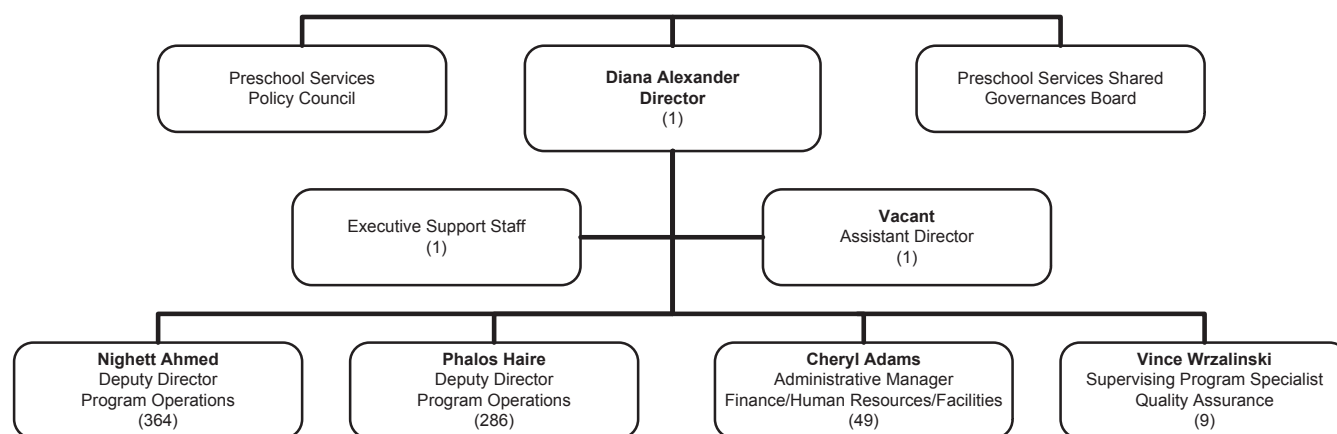 Preschool Services
Policy Council
Diana Alexander
Director
(1)
Preschool Services Shared
Governances Board
Executive Support Staff
(1)
Vacant
Assistant Director
(1)
Nighett Ahmed
Deputy Director
Program Operations
(364)
Phalos Haire
Deputy Director
Program Operations
(286)
Cheryl Adams
Administrative Manager
Finance/Human Resources/Facilities
(49)
Vince Wrzalinski
Supervising Program Specialist
Quality Assurance
(9)